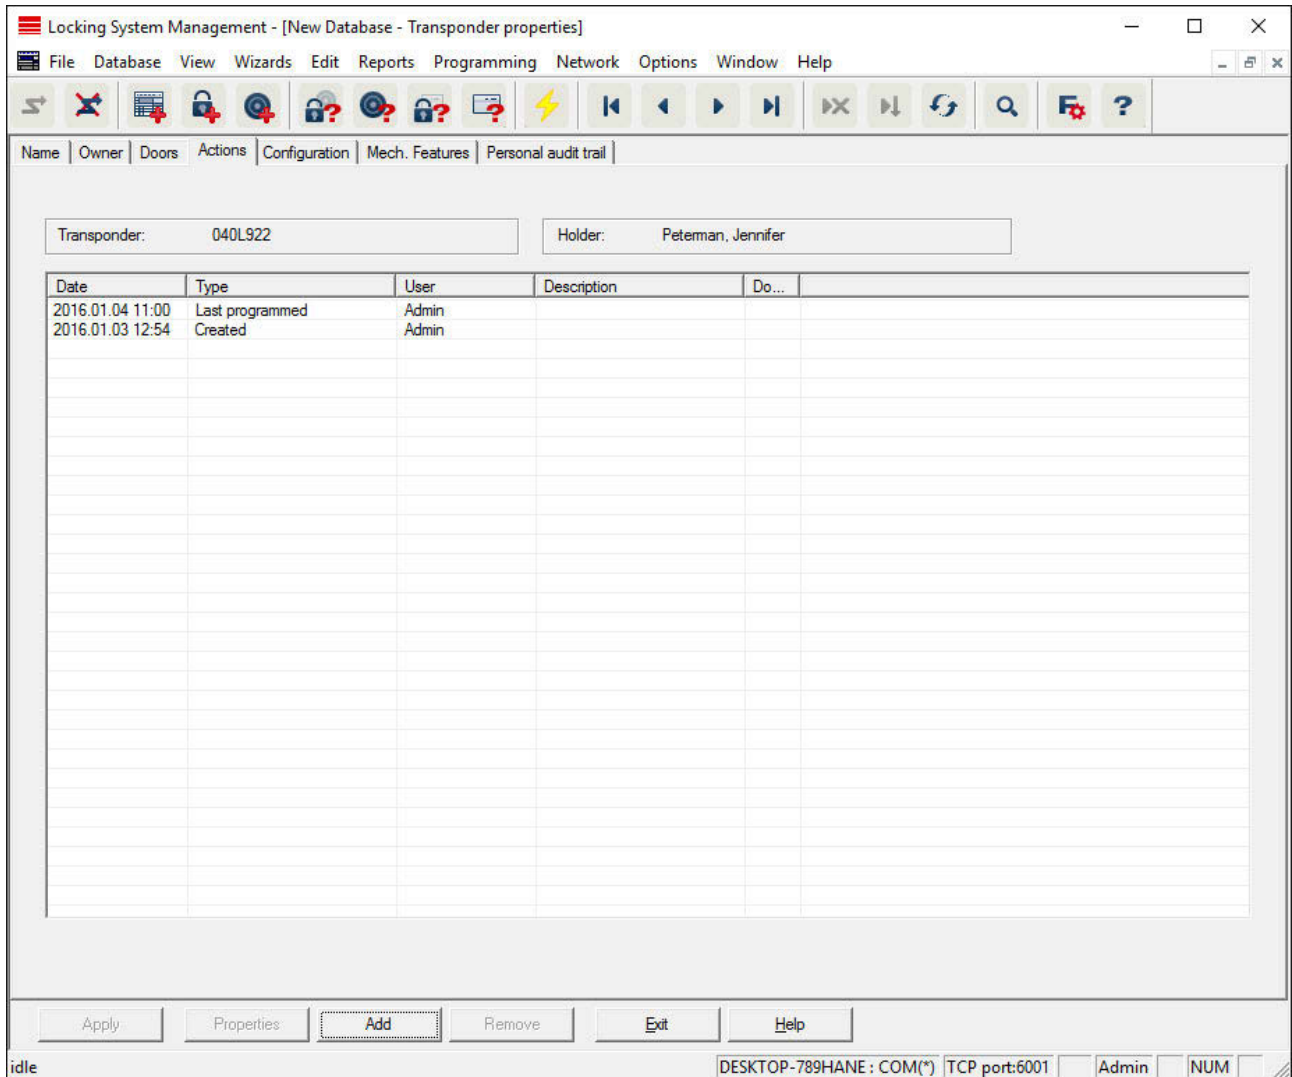 Locking System Management - [New Database - Transponder properties]
File Database View Wizards Edit Reports Programming Network Options Window Help
Name Owner Doors Actions Configuration Mech. Features Personal audit trail
Transponder: 040L922 Holder: Peterman, Jennifer
Date Type User Description Do...
2016.01.04 11:00 Last programmed Admin
2016.01.03 12:54 Created Admin
Apply Properties Add Remove Exit Help
idle DESKTOP-789HANE : COM(*) TCP port:6001 Admin NUM